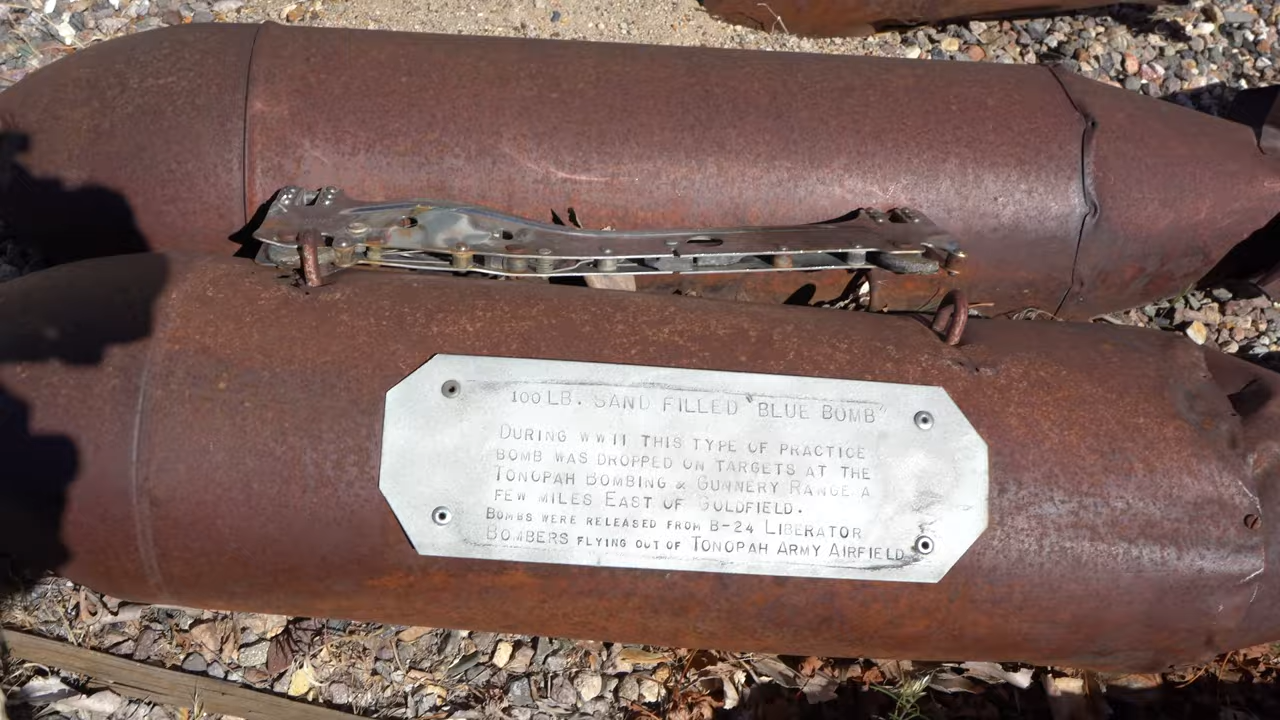 100 LB. SAND FILLED "BLUE BOMB"
DURING WWII THIS TYPE OF PRACTICE
BOMB WAS DROPPED ON TARGETS AT THE
TONOPAH BOMBING & GUNNERY RANGE A
FEW MILES EAST OF GOLDFIELD.
BOMBS WERE RELEASED FROM B-24 LIBERATOR
BOMBERS FLYING OUT OF TONOPAH ARMY AIRFIELD